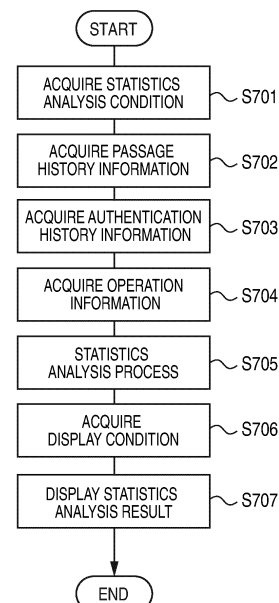 START
ACQUIRE STATISTICS
ANALYSIS CONDITION
S701
ACQUIRE PASSAGE
HISTORY INFORMATION
S702
ACQUIRE AUTHENTICATION
HISTORY INFORMATION
S703
ACQUIRE OPERATION
INFORMATION
S704
STATISTICS
ANALYSIS PROCESS
S705
ACQUIRE
DISPLAY CONDITION
S706
DISPLAY STATISTICS
ANALYSIS RESULT
S707
END